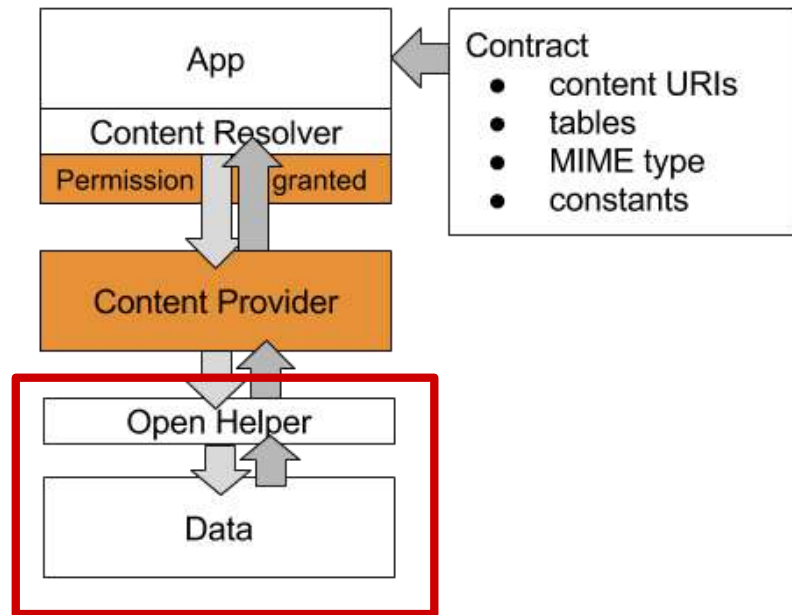 App
Content Resolver
Permission granted
Content Provider
Open Helper
Data
Contract
● content URIs
● tables
● MIME type
● constants